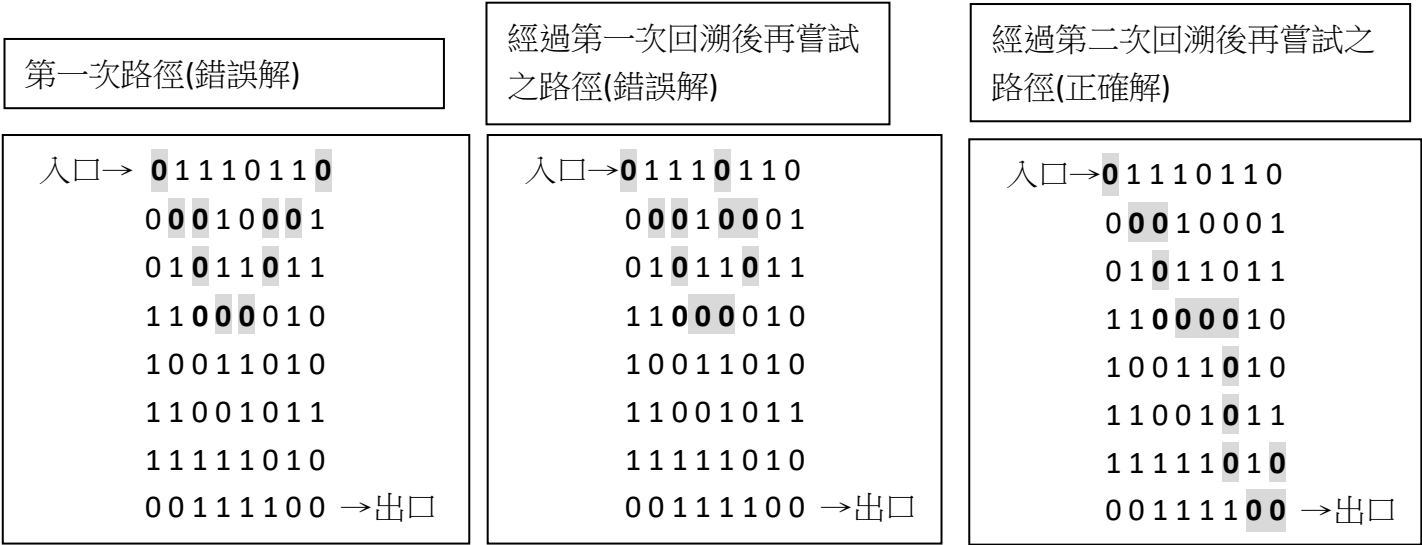 第一次路徑(錯誤解)
入口→ 0 1 1 1 0 1 1 0
0 0 0 1 0 0 0 1
0 1 0 1 1 0 1 1
1 1 0 0 0 0 1 0
1 0 0 1 1 0 1 0
1 1 0 0 1 0 1 1
1 1 1 1 1 0 1 0
0 0 1 1 1 1 0 0 →出口
經過第一次回溯後再嘗試
之路徑(錯誤解)
入口→0 1 1 1 0 1 1 0
0 0 0 1 0 0 0 1
0 1 0 1 1 0 1 1
1 1 0 0 0 0 1 0
1 0 0 1 1 0 1 0
1 1 0 0 1 0 1 1
1 1 1 1 1 0 1 0
0 0 1 1 1 1 0 0 →出口
經過第二次回溯後再嘗試之
路徑(正確解)
入口→0 1 1 1 0 1 1 0
0 0 0 1 0 0 0 1
0 1 0 1 1 0 1 1
1 1 0 0 0 0 1 0
1 0 0 1 1 0 1 0
1 1 0 0 1 0 1 1
1 1 1 1 1 0 1 0
0 0 1 1 1 1 0 0 →出口